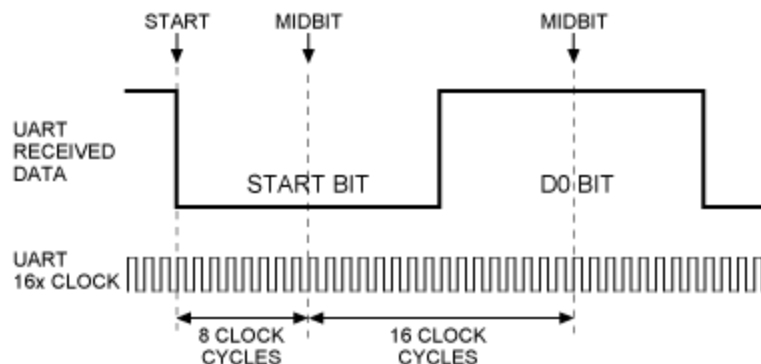 START MIDBIT MIDBIT
UART
RECEIVED
DATA
START BIT D0 BIT
UART
16x CLOCK
8 CLOCK
CYCLES
16 CLOCK
CYCLES